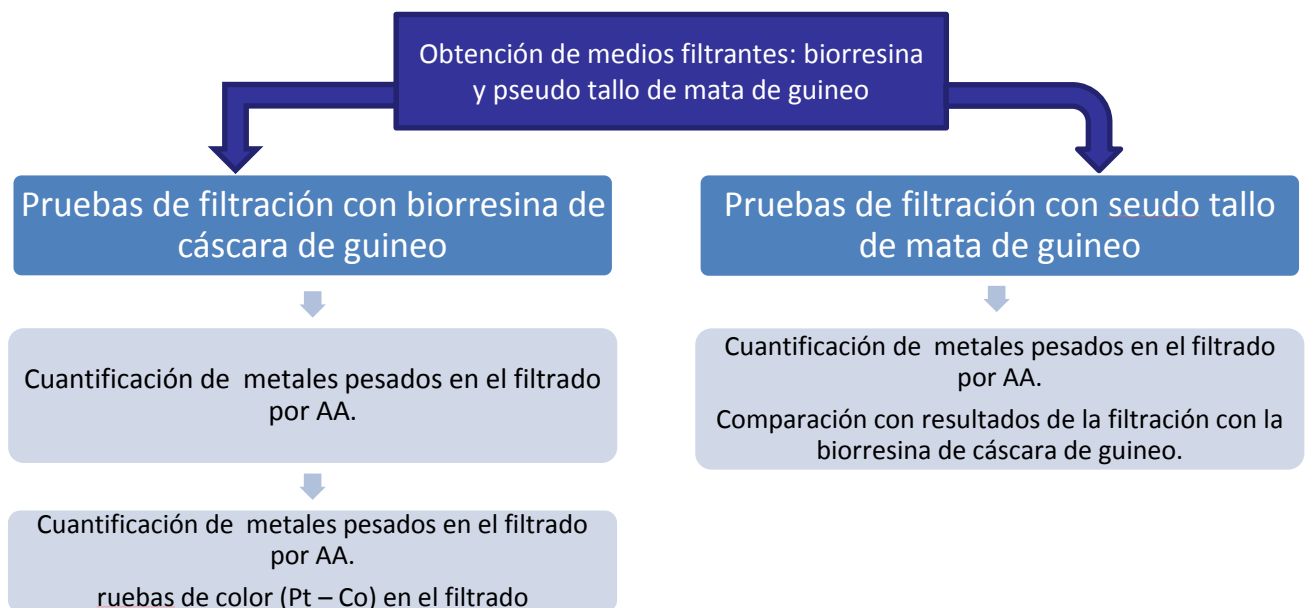 Obtención de medios filtrantes: biorresina
y pseudo tallo de mata de guineo
Pruebas de filtración con biorresina de
cáscara de guineo
Cuantificación de metales pesados en el filtrado
por AA.
Cuantificación de metales pesados en el filtrado
por AA.
ruebas de color (Pt – Co) en el filtrado
Pruebas de filtración con seudo tallo
de mata de guineo
Cuantificación de metales pesados en el filtrado
por AA.
Comparación con resultados de la filtración con la
biorresina de cáscara de guineo.